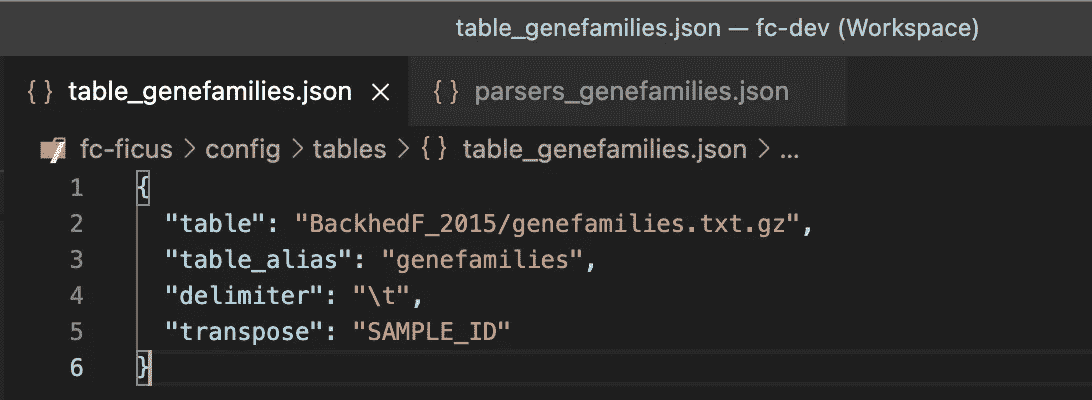 table_genefamilies.json — fc-dev (Workspace)
{} table_genefamilies.json × {} parsers_genefamilies.json
fc-ficus > config > tables > {} table_genefamilies.json > ...
1 {
2 "table": "BackhedF_2015/genefamilies.txt.gz",
3 "table_alias": "genefamilies",
4 "delimiter": "\t",
5 "transpose": "SAMPLE_ID"
6 }